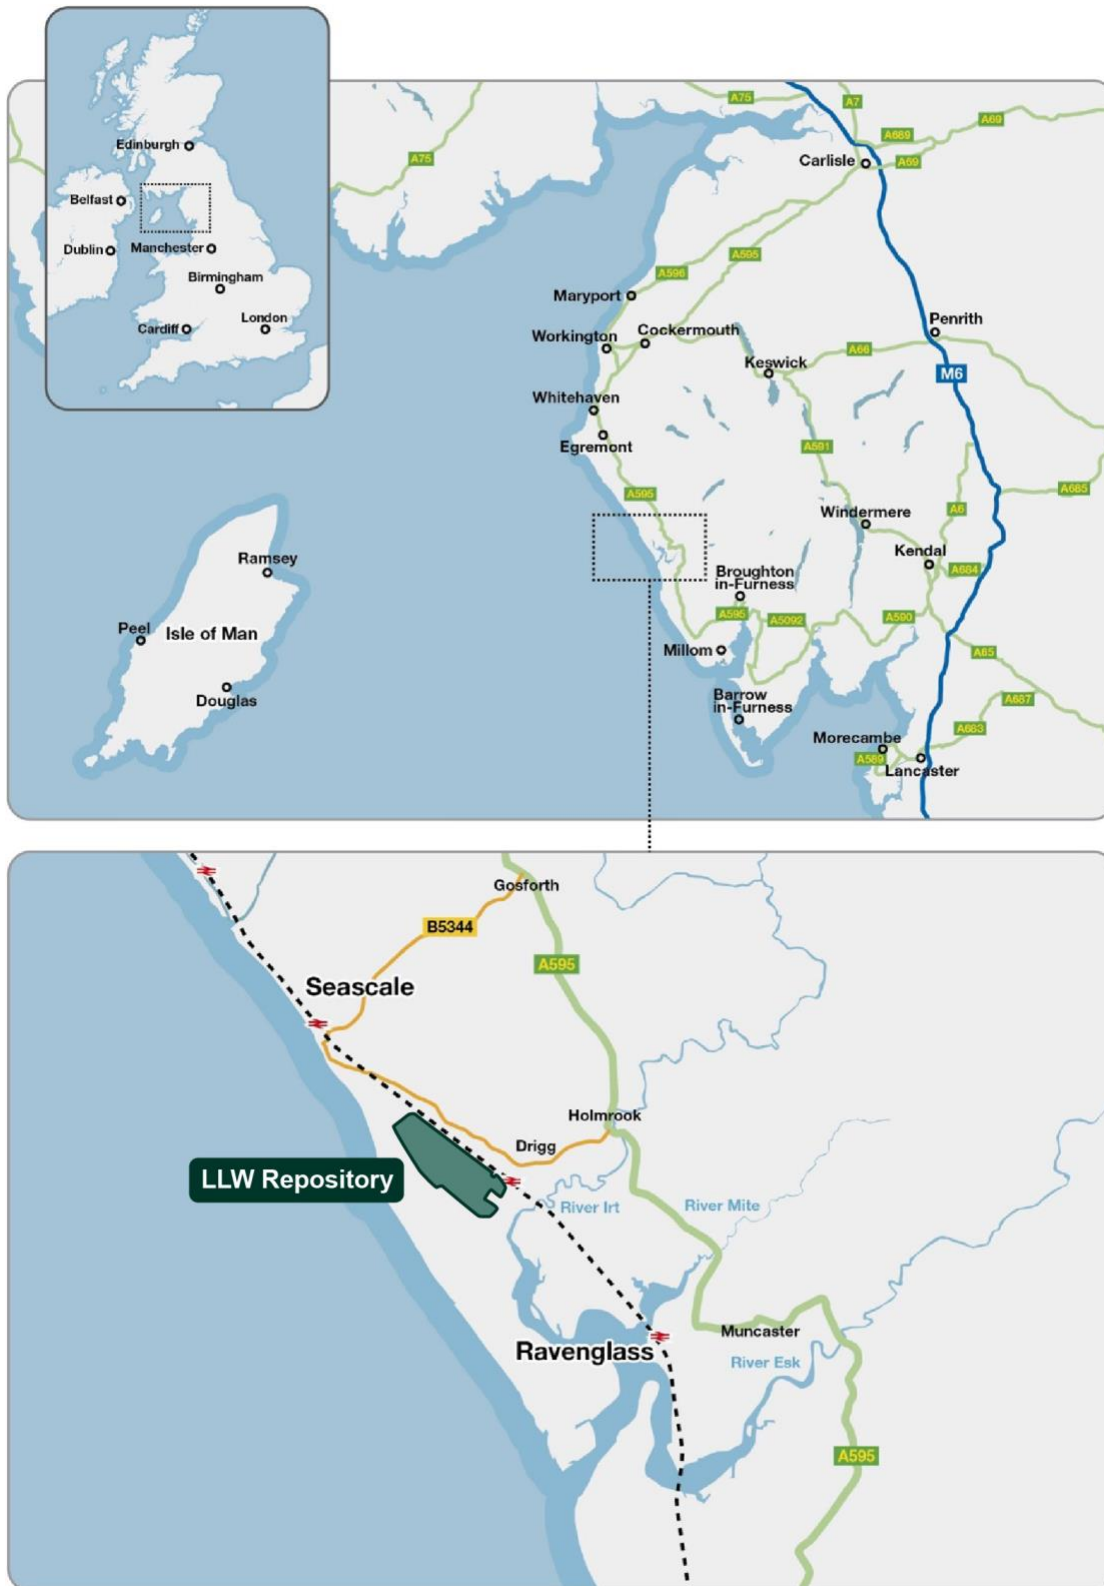 Edinburgh
Belfast
Dublin
Manchester
Birmingham
Cardiff
London
A75
A7
A75
A689
A69
Carlisle
A69
A595
A596
Maryport
Workington
Cockermouth
Penrith
A66
Keswick
M6
Whitehaven
Egremont
A591
A595
A685
Windermere
A6
Kendal
A684
Ramsey
Broughton
in-Furness
A595
A5092
A590
Peel
Isle of Man
Millom
A65
Douglas
Barrow
in-Furness
A687
A683
Morecambe
A589
Lancaster
Gosforth
B5344
A595
Seascale
Holmrook
Drigg
LLW Repository
River Irt
River Mite
Muncaster
Ravenglass
River Esk
A595